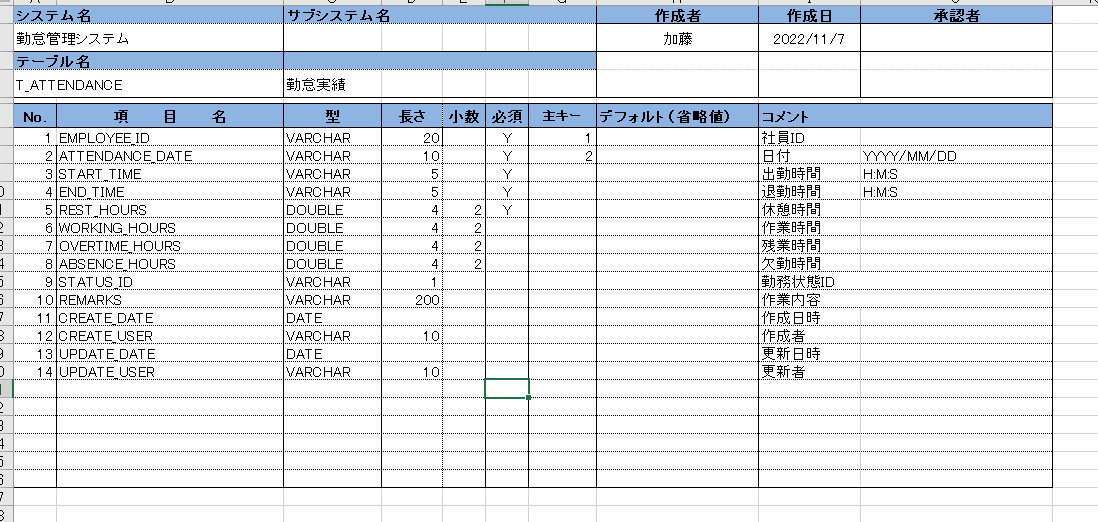 システム名 サブシステム名 作成者 作成日 承認者
勤怠管理システム 加藤 2022/11/7
テーブル名
T_ATTENDANCE 勤怠実績
No. 項 目 名 型 長さ 小数 必須 主キー デフォルト(省略値) コメント
1 EMPLOYEE_ID VARCHAR 20 Y 1 社員ID
2 ATTENDANCE_DATE VARCHAR 10 Y 2 日付 YYYY/MM/DD
3 START_TIME VARCHAR 5 Y 出勤時間 H:M:S
4 END_TIME VARCHAR 5 Y 退勤時間 H:M:S
5 REST_HOURS DOUBLE 4 2 Y 休憩時間
6 WORKING_HOURS DOUBLE 4 2 作業時間
7 OVERTIME_HOURS DOUBLE 4 2 残業時間
8 ABSENCE_HOURS DOUBLE 4 2 欠勤時間
9 STATUS_ID VARCHAR 1 勤務状態ID
10 REMARKS VARCHAR 200 作業内容
11 CREATE_DATE DATE 作成日時
12 CREATE_USER VARCHAR 10 作成者
13 UPDATE_DATE DATE 更新日時
14 UPDATE_USER VARCHAR 10 更新者